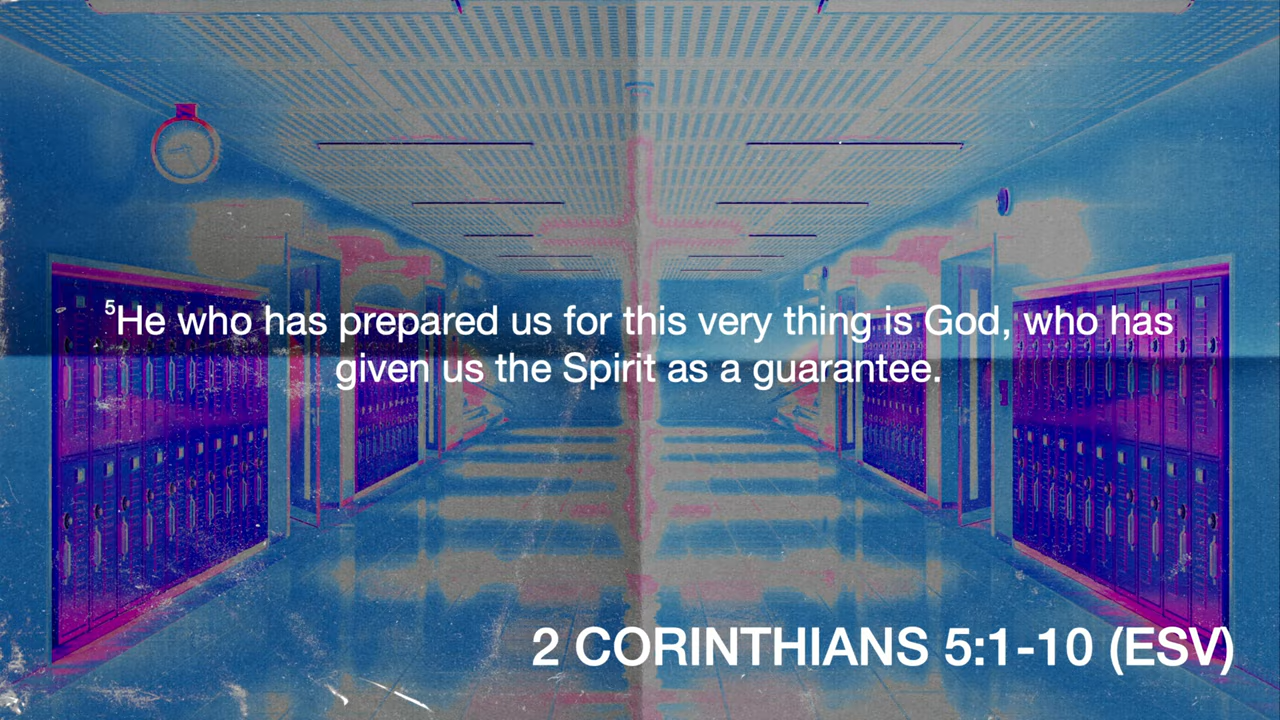 ⁵He who has prepared us for this very thing is God, who has
given us the Spirit as a guarantee.
2 CORINTHIANS 5:1-10 (ESV)